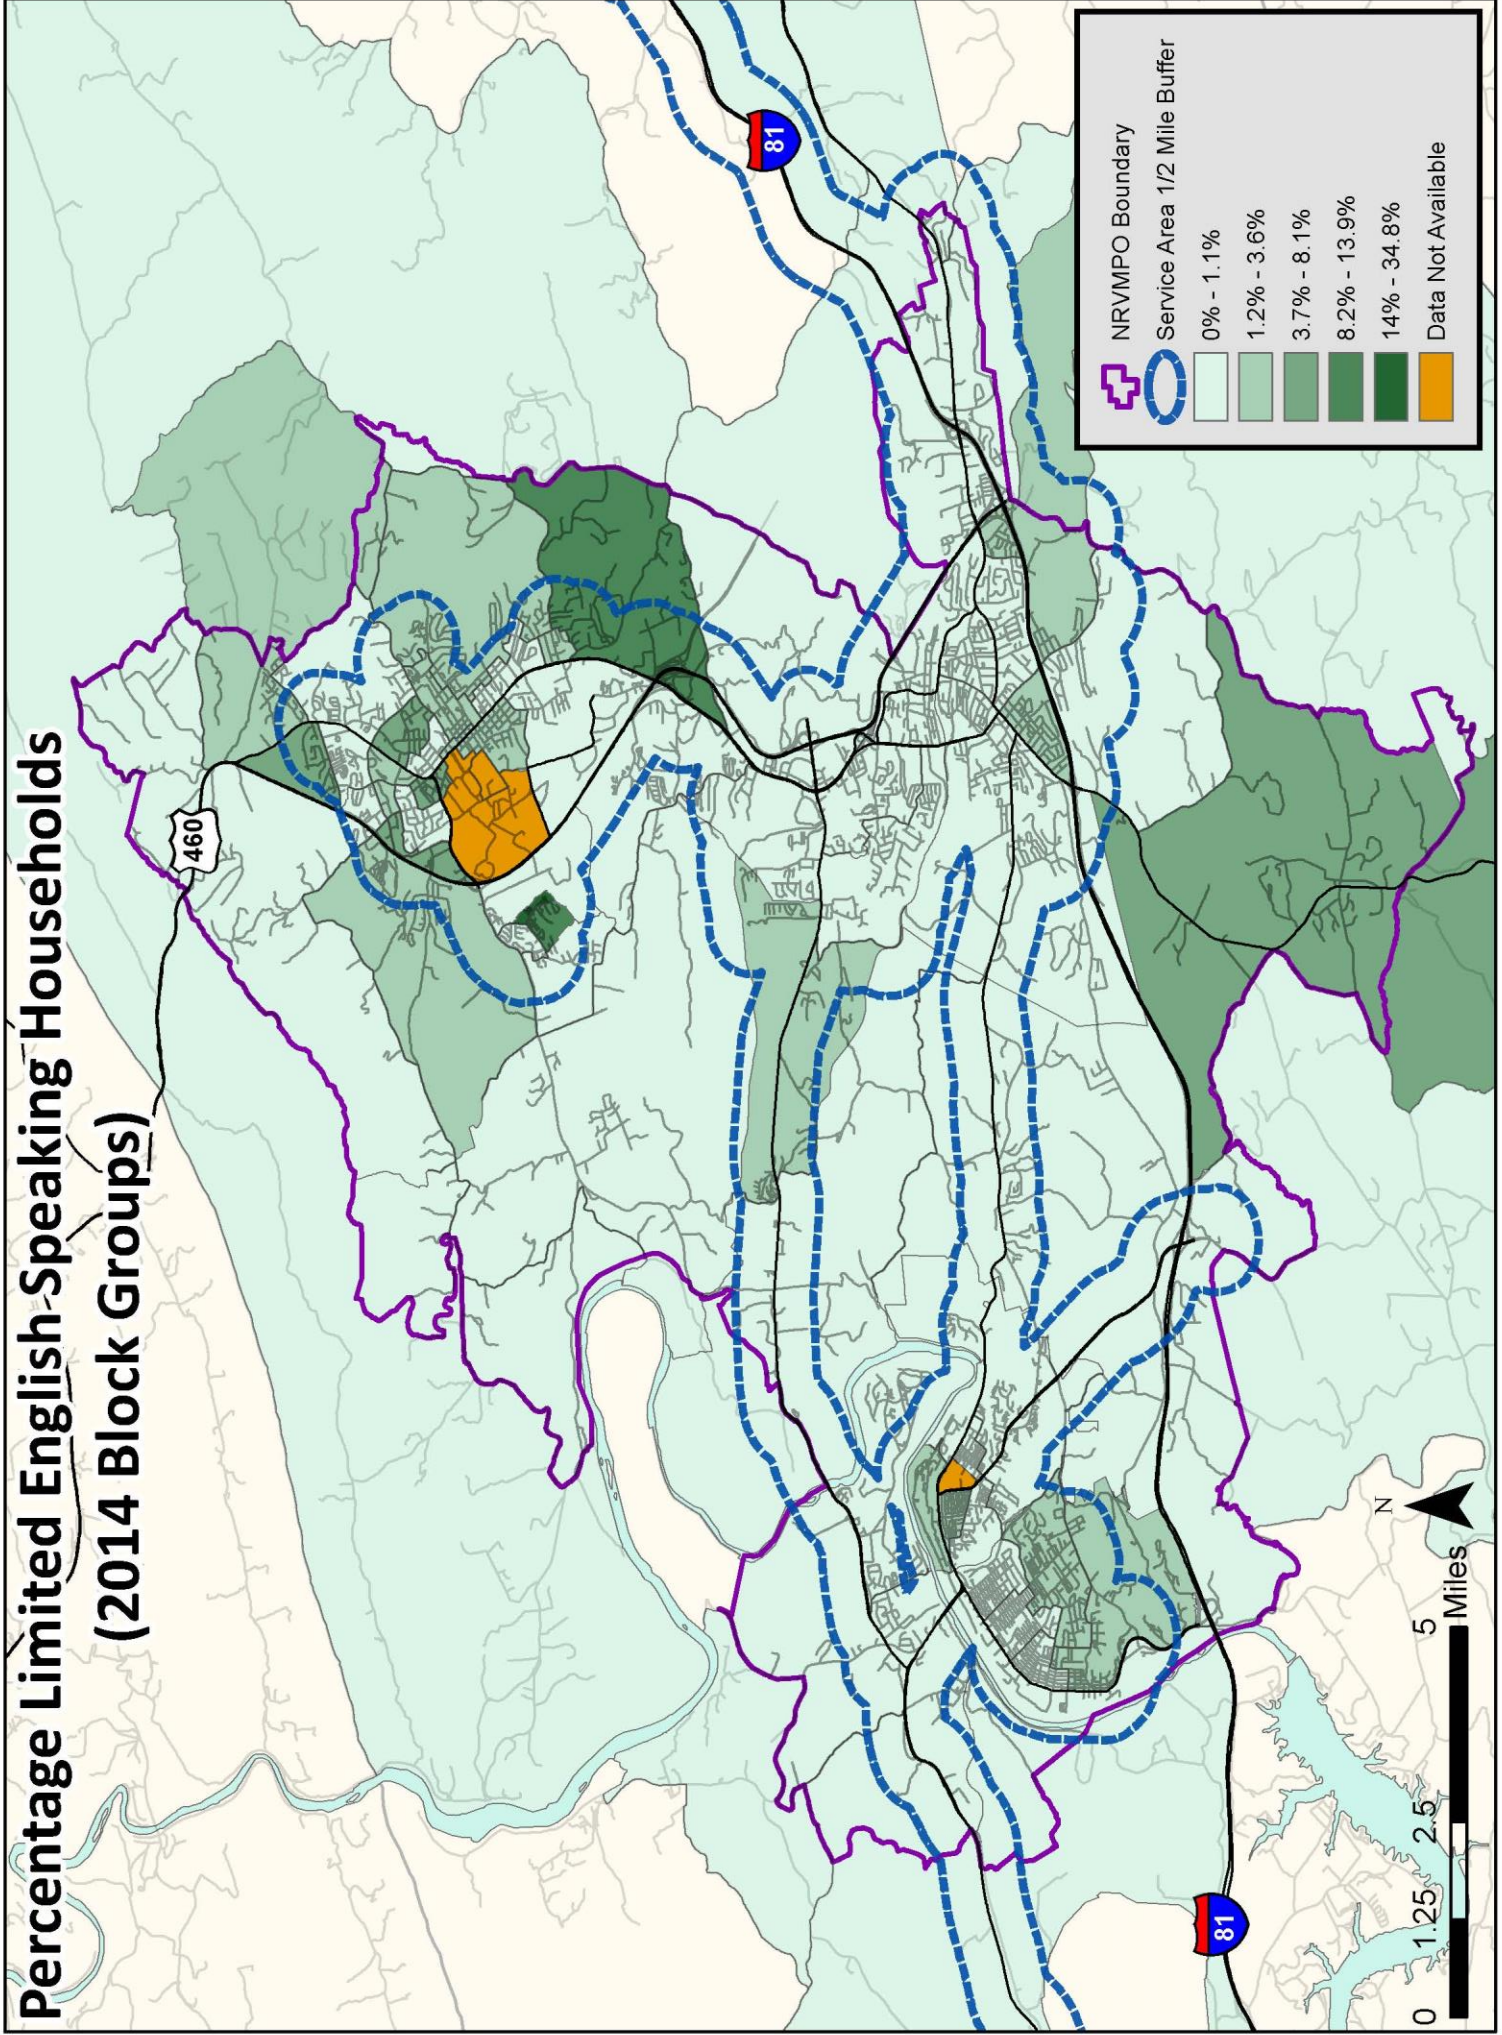 Percentage Limited English-Speaking Households
(2014 Block Groups)
460
81
81
N
0 1.25 2.5 5
Miles
NRVMPO Boundary
Service Area 1/2 Mile Buffer
0% - 1.1%
1.2% - 3.6%
3.7% - 8.1%
8.2% - 13.9%
14% - 34.8%
Data Not Available